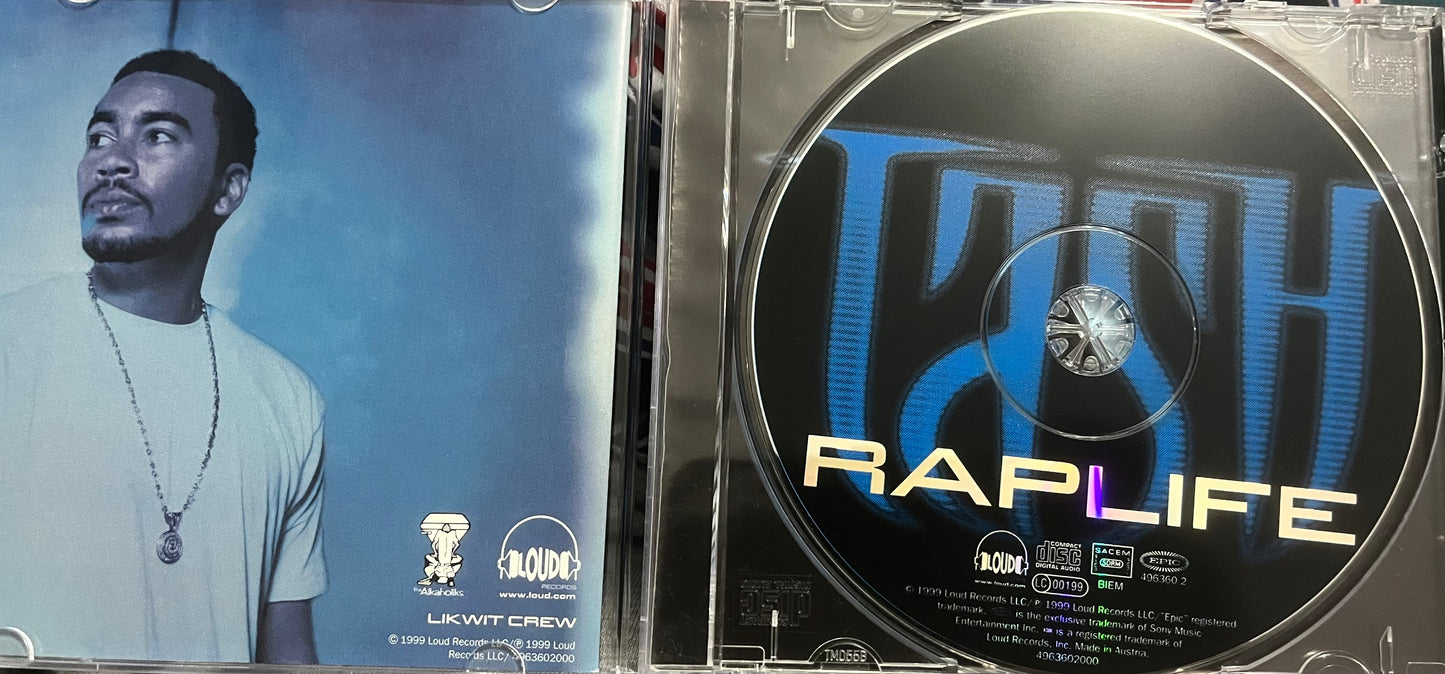 Tha Alkaholiks
LOUD
RECORDS
www.loud.com
LIKWIT CREW
© 1999 Loud Records LLC/℗ 1999 Loud
Records LLC/ 4963602000
TASH
RAPLIFE
LOUD
www.loud.com
COMPACT
disc
DIGITAL AUDIO
LC 00199
SACEM
SDRM
BIEM
EPIC
496360 2
© 1999 Loud Records LLC/℗ 1999 Loud Records LLC/"Epic" registered
trademark. is the exclusive trademark of Sony Music
Entertainment Inc. is a registered trademark of
Loud Records, Inc. Made in Austria.
4963602000